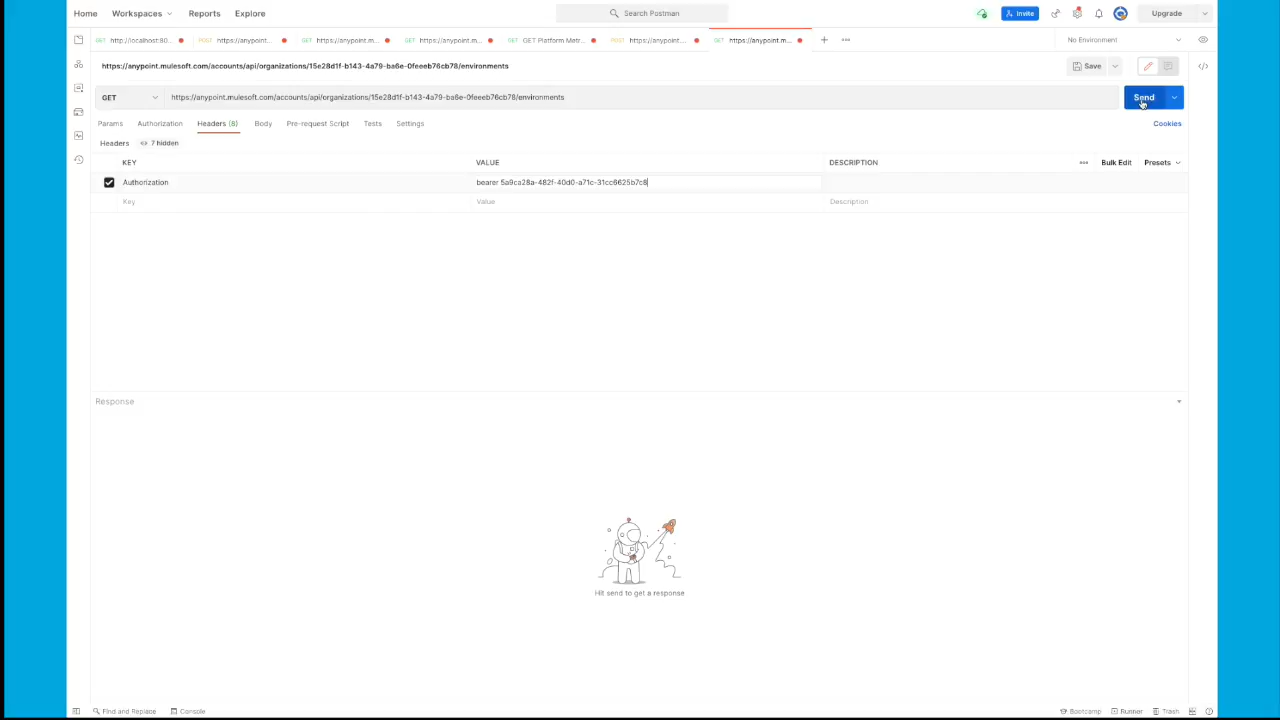 Home Workspaces Reports Explore Search Postman Invite Upgrade
GET http://localhost:80... POST https://anypoint.... GET https://anypoint.m... GET https://anypoint.m... GET GET Platform Metr... POST https://anypoint.... GET https://anypoint.m... No Environment
https://anypoint.mulesoft.com/accounts/api/organizations/15e28d1f-b143-4a79-ba6e-0feeeb76cb78/environments Save
GET https://anypoint.mulesoft.com/accounts/api/organizations/15e28d1f-b143-4a79-ba6e-0feeeb76cb78/environments Send
Params Authorization Headers (8) Body Pre-request Script Tests Settings Cookies
Headers 7 hidden
KEY VALUE DESCRIPTION Bulk Edit Presets
Authorization bearer 5a9ca28a-482f-40d0-a71c-31cc6625b7c8
Key Value Description
Response
Hit send to get a response
Find and Replace Console Bootcamp Runner Trash